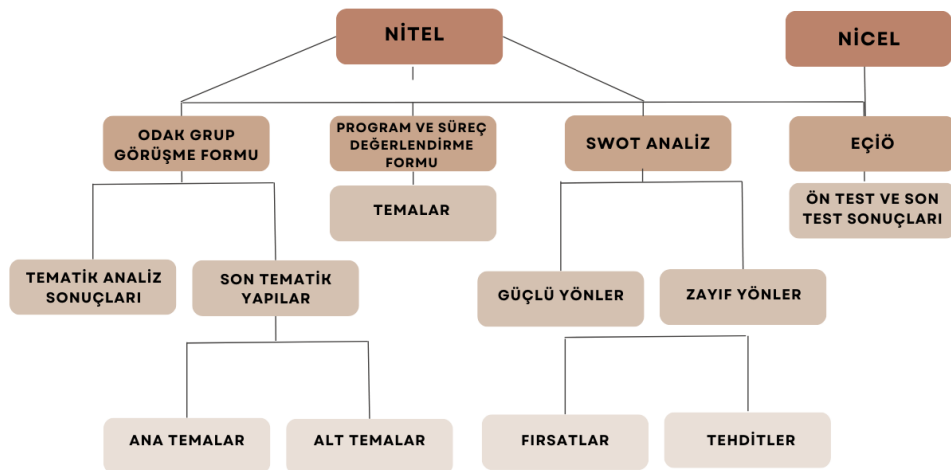 NİTEL
NİCEL
ODAK GRUP
GÖRÜŞME FORMU
PROGRAM VE SÜREÇ
DEĞERLENDİRME
FORMU
SWOT ANALİZ
EÇİÖ
TEMALAR
ÖN TEST VE SON
TEST SONUÇLARI
TEMATİK ANALİZ
SONUÇLARI
SON TEMATİK
YAPILAR
GÜÇLÜ YÖNLER
ZAYIF YÖNLER
ANA TEMALAR
ALT TEMALAR
FIRSATLAR
TEHDİTLER